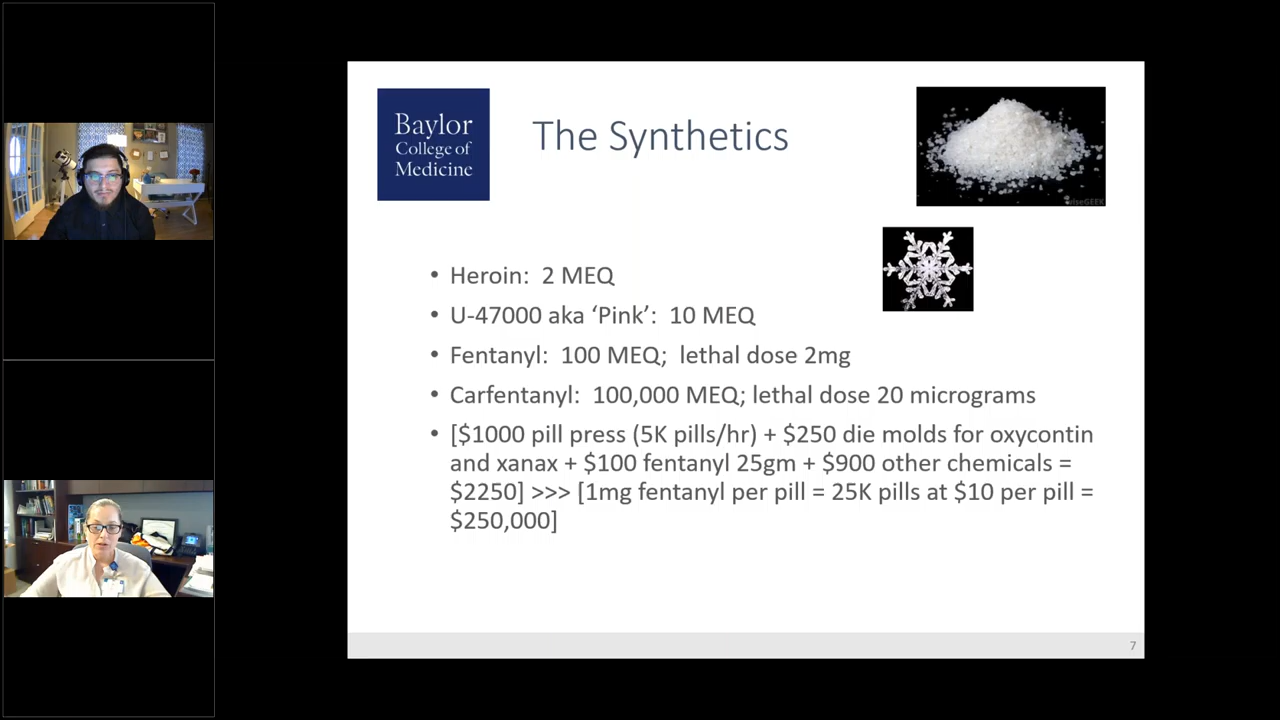 Baylor
College of
Medicine
The Synthetics
wiseGEEK
• Heroin:  2 MEQ
• U-47000 aka ‘Pink’:  10 MEQ
• Fentanyl:  100 MEQ;  lethal dose 2mg
• Carfentanyl:  100,000 MEQ; lethal dose 20 micrograms
• [$1000 pill press (5K pills/hr) + $250 die molds for oxycontin
and xanax + $100 fentanyl 25gm + $900 other chemicals =
$2250] >>> [1mg fentanyl per pill = 25K pills at $10 per pill =
$250,000]
7